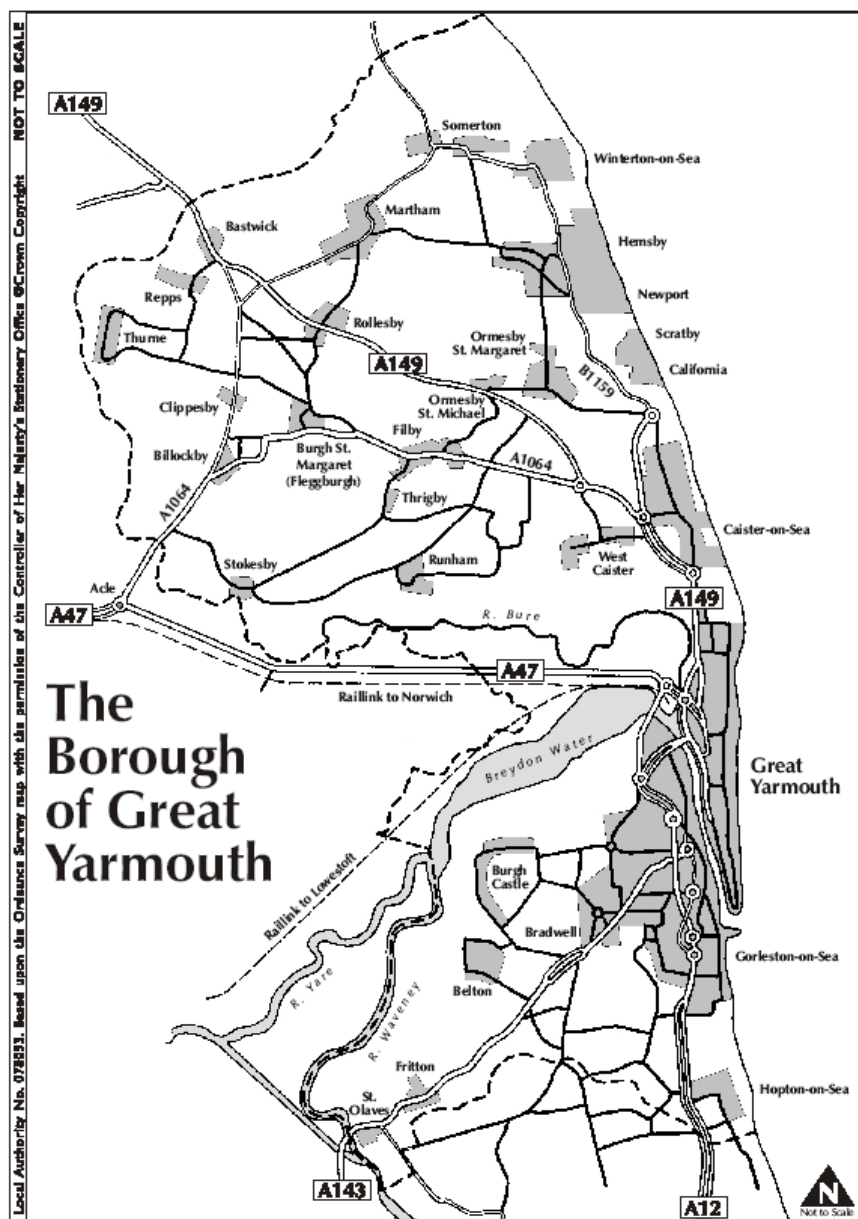 Local Authority No. 078093. Based upon the Ordnance Survey map with the permission of the Controller of Her Majesty's Stationery Office ©Crown Copyright NOT TO SCALE
A149
Somerton
Winterton-on-Sea
Martham
Bastwick
Hemsby
Repps
Newport
Thurne
Rollesby
Ormesby
St. Margaret
Scratby
A149
B1159
California
Clippesby
Ormesby
St. Michael
Billockby
Burgh St.
Margaret
(Fleggburgh)
Filby
A1064
A1064
Thrigby
Caister-on-Sea
Stokesby
Runham
West
Caister
Acle
A47
A149
R. Bure
A47
Raillink to Norwich
The
Borough
of Great
Yarmouth
Breydon Water
Great
Yarmouth
Raillink to Lowestoft
Burgh
Castle
Bradwell
Gorleston-on-Sea
Belton
R. Yare
R. Waveney
Fritton
Hopton-on-Sea
St.
Olaves
A143
A12
N
Not to Scale